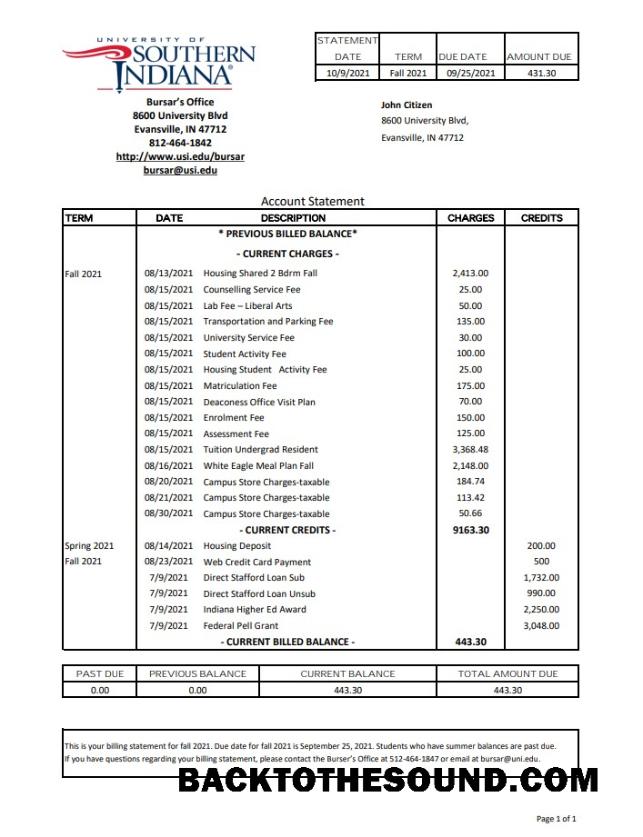 UNIVERSITY OF
SOUTHERN
INDIANA®
Bursar's Office
8600 University Blvd
Evansville, IN 47712
812-464-1842
http://www.usi.edu/bursar
bursar@usi.edu
STATEMENT DATE TERM DUE DATE AMOUNT DUE
10/9/2021 Fall 2021 09/25/2021 431.30
John Citizen
8600 University Blvd,
Evansville, IN 47712
Account Statement
TERM DATE DESCRIPTION CHARGES CREDITS
* PREVIOUS BILLED BALANCE*
- CURRENT CHARGES -
Fall 2021 08/13/2021 Housing Shared 2 Bdrm Fall 2,413.00
08/15/2021 Counselling Service Fee 25.00
08/15/2021 Lab Fee – Liberal Arts 50.00
08/15/2021 Transportation and Parking Fee 135.00
08/15/2021 University Service Fee 30.00
08/15/2021 Student Activity Fee 100.00
08/15/2021 Housing Student Activity Fee 25.00
08/15/2021 Matriculation Fee 175.00
08/15/2021 Deaconess Office Visit Plan 70.00
08/15/2021 Enrolment Fee 150.00
08/15/2021 Assessment Fee 125.00
08/15/2021 Tuition Undergrad Resident 3,368.48
08/16/2021 White Eagle Meal Plan Fall 2,148.00
08/20/2021 Campus Store Charges-taxable 184.74
08/21/2021 Campus Store Charges-taxable 113.42
08/30/2021 Campus Store Charges-taxable 50.66
- CURRENT CREDITS - 9163.30
Spring 2021 08/14/2021 Housing Deposit 200.00
Fall 2021 08/23/2021 Web Credit Card Payment 500
7/9/2021 Direct Stafford Loan Sub 1,732.00
7/9/2021 Direct Stafford Loan Unsub 990.00
7/9/2021 Indiana Higher Ed Award 2,250.00
7/9/2021 Federal Pell Grant 3,048.00
- CURRENT BILLED BALANCE - 443.30
PAST DUE PREVIOUS BALANCE CURRENT BALANCE TOTAL AMOUNT DUE
0.00 0.00 443.30 443.30
This is your billing statement for fall 2021. Due date for fall 2021 is September 25, 2021. Students who have summer balances are past due.
If you have questions regarding your billing statement, please contact the Burser's Office at 512-464-1847 or email at bursar@uni.edu.
BACKTOTHESOUND.COM
Page 1 of 1